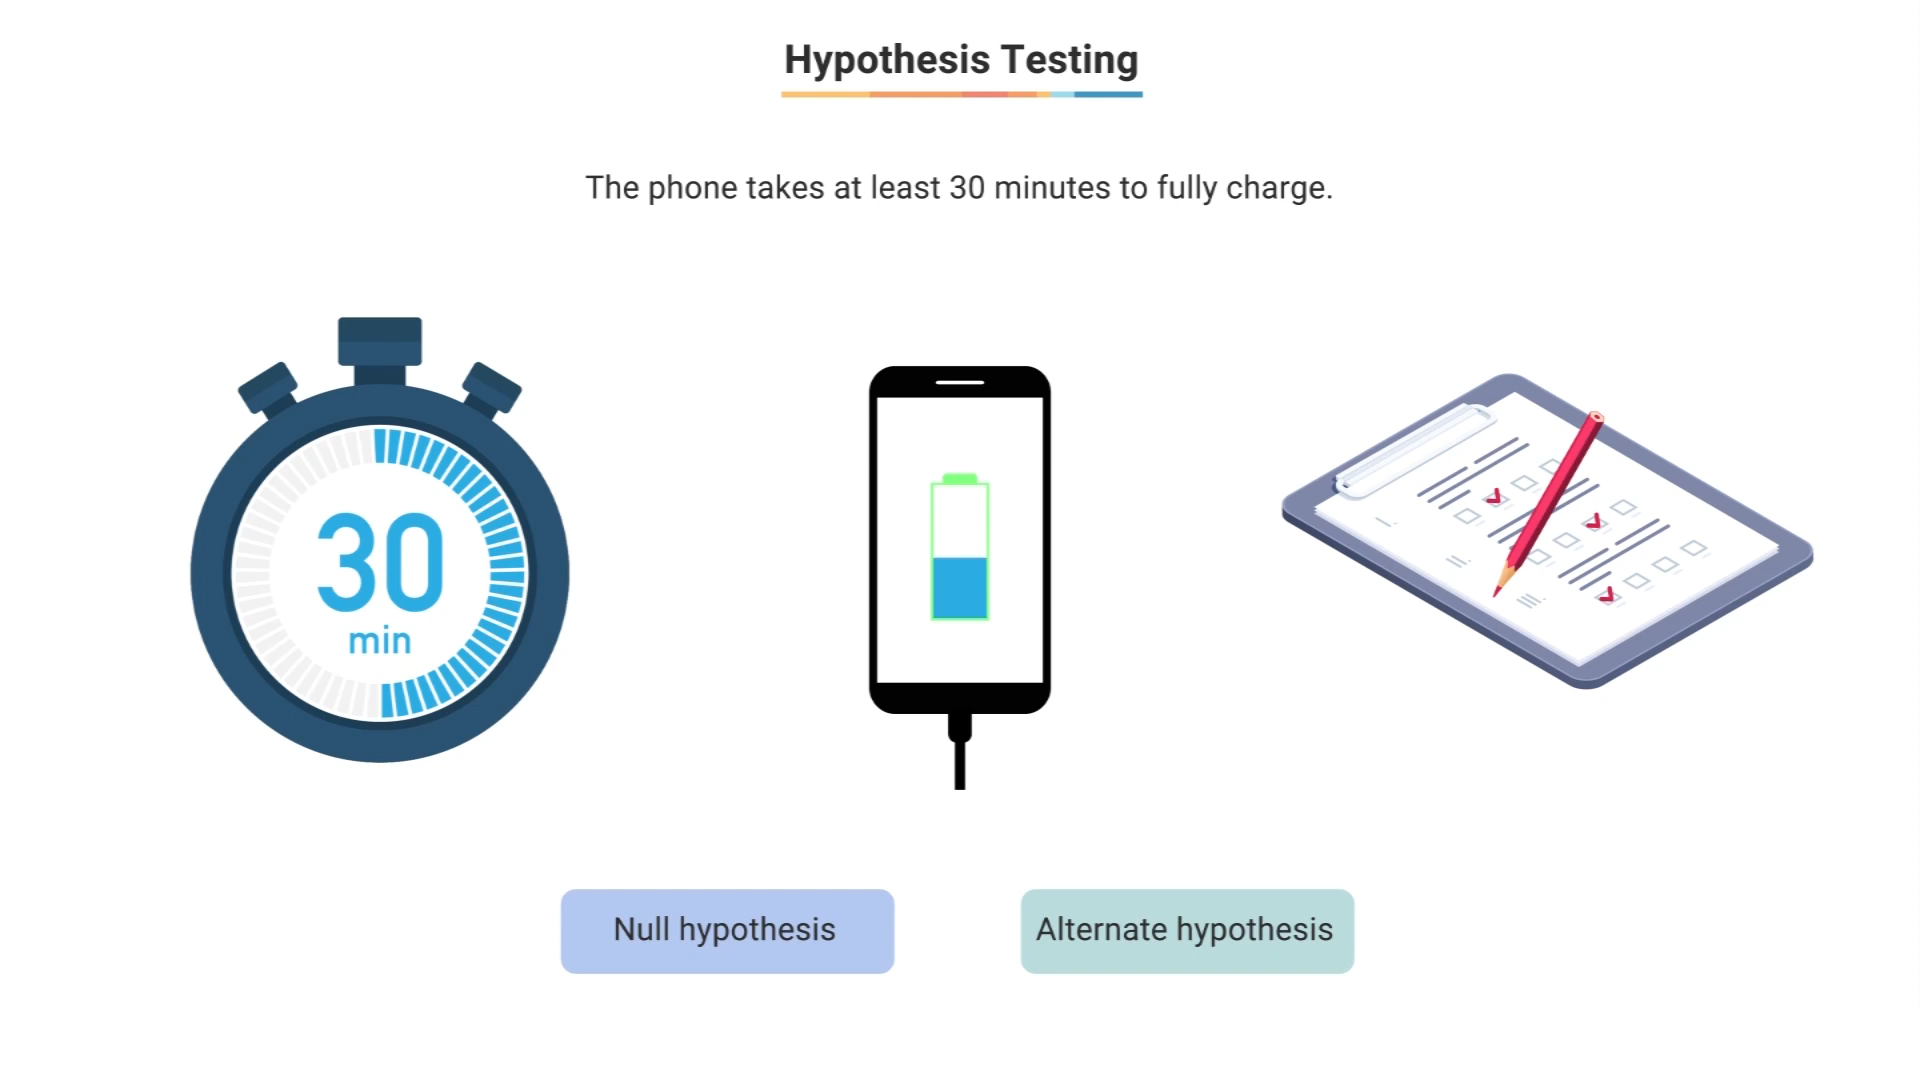 Hypothesis Testing
The phone takes at least 30 minutes to fully charge.
30
min
Null hypothesis
Alternate hypothesis